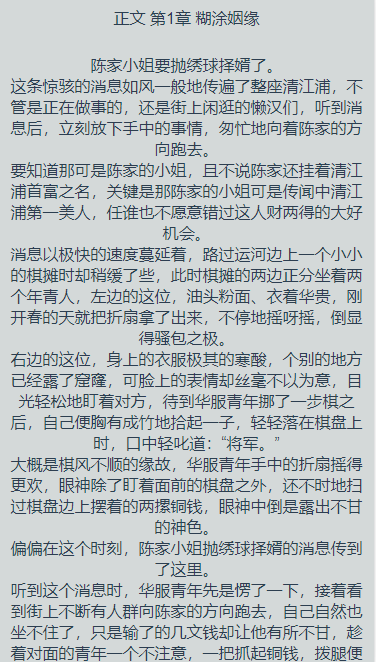 正文 第1章 糊涂姻缘
陈家小姐要抛绣球择婿了。
这条惊骇的消息如风一般地传遍了整座清江浦，不
管是正在做事的，还是街上闲逛的懒汉们，听到消
息后，立刻放下手中的事情，匆忙地向着陈家的方
向跑去。
要知道那可是陈家的小姐，且不说陈家还挂着清江
浦首富之名，关键是那陈家的小姐可是传闻中清江
浦第一美人，任谁也不愿意错过这人财两得的大好
机会。
消息以极快的速度蔓延着，路过运河边上一个小小
的棋摊时却稍缓了些，此时棋摊的两边正分坐着两
个年青人，左边的这位，油头粉面、衣着华贵，刚
开春的天就把折扇拿了出来，不停地摇呀摇，倒显
得骚包之极。
右边的这位，身上的衣服极其的寒酸，个别的地方
已经露了窟窿，可脸上的表情却丝毫不以为意，目
光轻松地盯着对方，待到华服青年挪了一步棋之
后，自己便胸有成竹地拾起一子，轻轻落在棋盘上
时，口中轻叱道：“将军。”
大概是棋风不顺的缘故，华服青年手中的折扇摇得
更欢，眼神除了盯着面前的棋盘之外，还不时地扫
过棋盘边上摆着的两摞铜钱，眼神中倒是露出不甘
的神色。
偏偏在这个时刻，陈家小姐抛绣球择婿的消息传到
了这里。
听到这个消息时，华服青年先是愣了一下，接着看
到街上不断有人群向陈家的方向跑去，自己自然也
坐不住了，只是输了的几文钱却让他有所不甘，趁
着对面的青年一个不注意，一把抓起铜钱，拔腿便